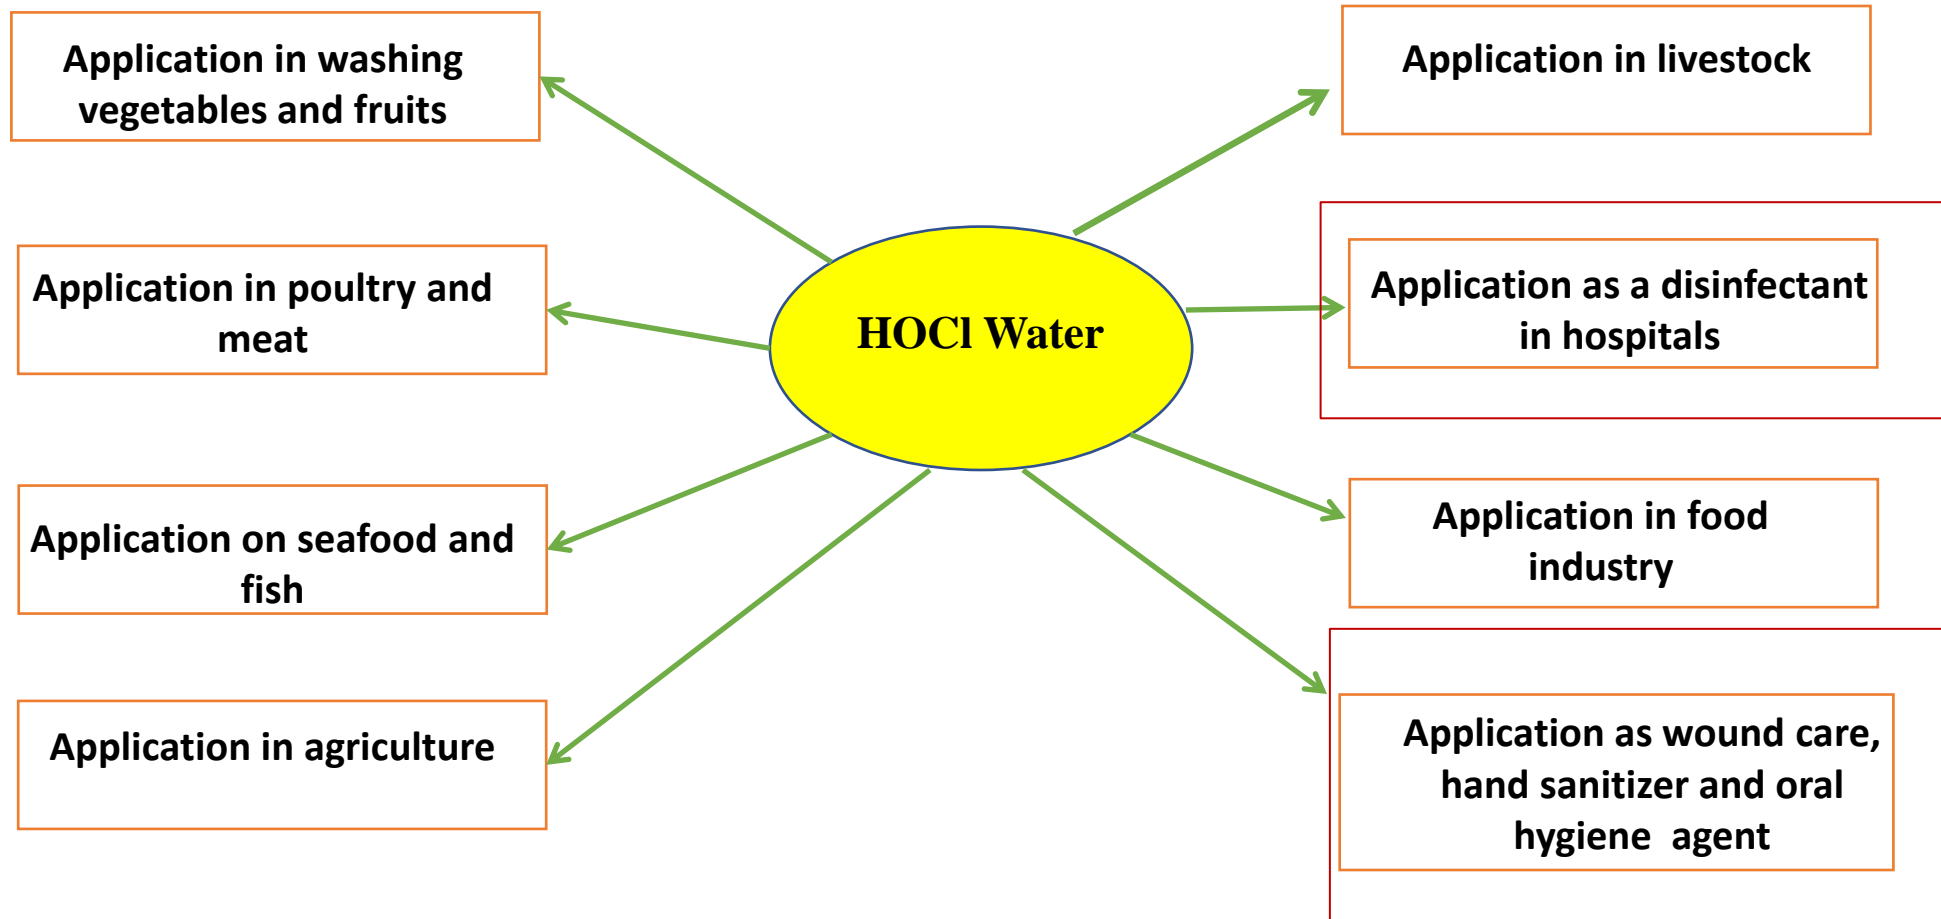 Application in washing
vegetables and fruits
Application in poultry and
meat
Application on seafood and
fish
Application in agriculture
HOCl Water
Application in livestock
Application as a disinfectant
in hospitals
Application in food
industry
Application as wound care,
hand sanitizer and oral
hygiene  agent